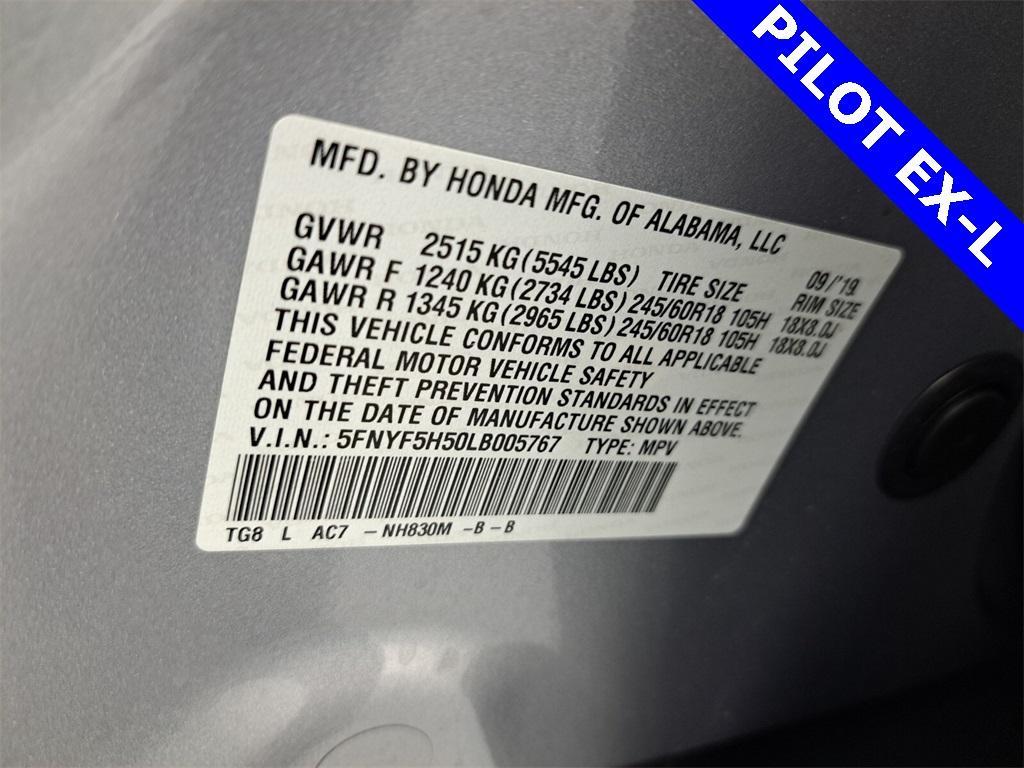 PILOT EX-L
MFD. BY HONDA MFG. OF ALABAMA, LLC
09/'19
GVWR 2515 KG (5545 LBS) TIRE SIZE RIM SIZE
GAWR F 1240 KG (2734 LBS) 245/60R18 105H 18X8.0J
GAWR R 1345 KG (2965 LBS) 245/60R18 105H 18X8.0J
THIS VEHICLE CONFORMS TO ALL APPLICABLE
FEDERAL MOTOR VEHICLE SAFETY
AND THEFT PREVENTION STANDARDS IN EFFECT
ON THE DATE OF MANUFACTURE SHOWN ABOVE.
V.I.N.: 5FNYF5H50LB005767 TYPE: MPV
TG8 L AC7 -NH830M -B-B